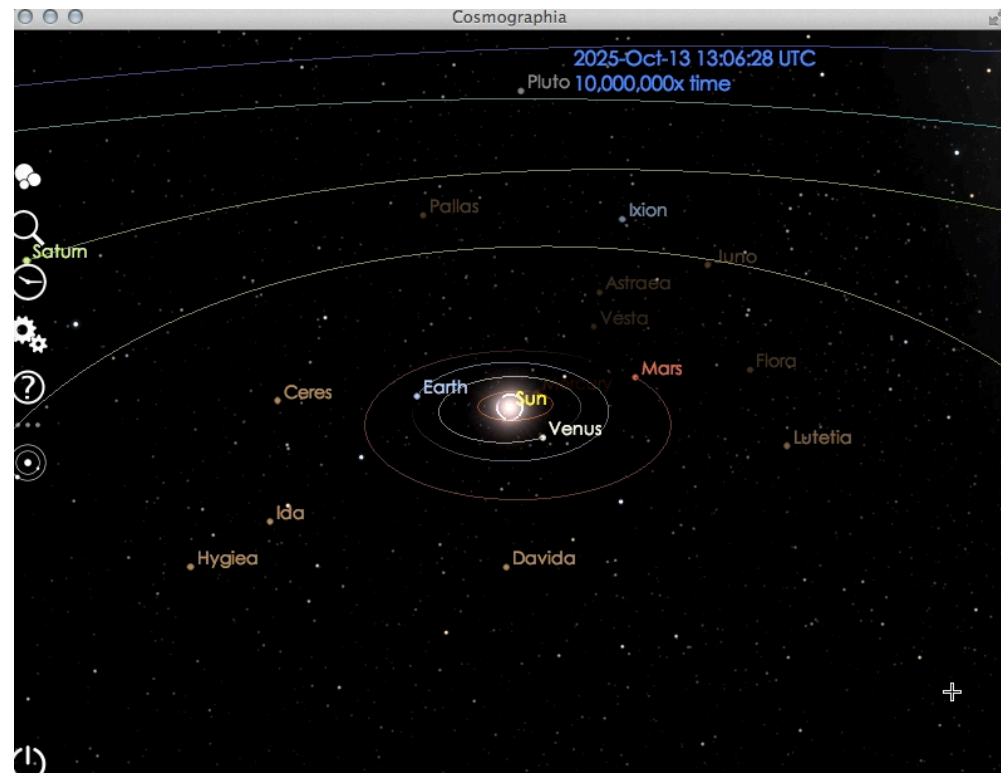 Cosmographia
2025-Oct-13 13:06:28 UTC
Pluto 10,000,000x time
Pallas
Ixion
Saturn
Juno
Astraea
Vesta
Flora
Mars
Mercury
Earth
Ceres
Sun
Venus
Lutetia
Ida
Hygiea
Davida
?